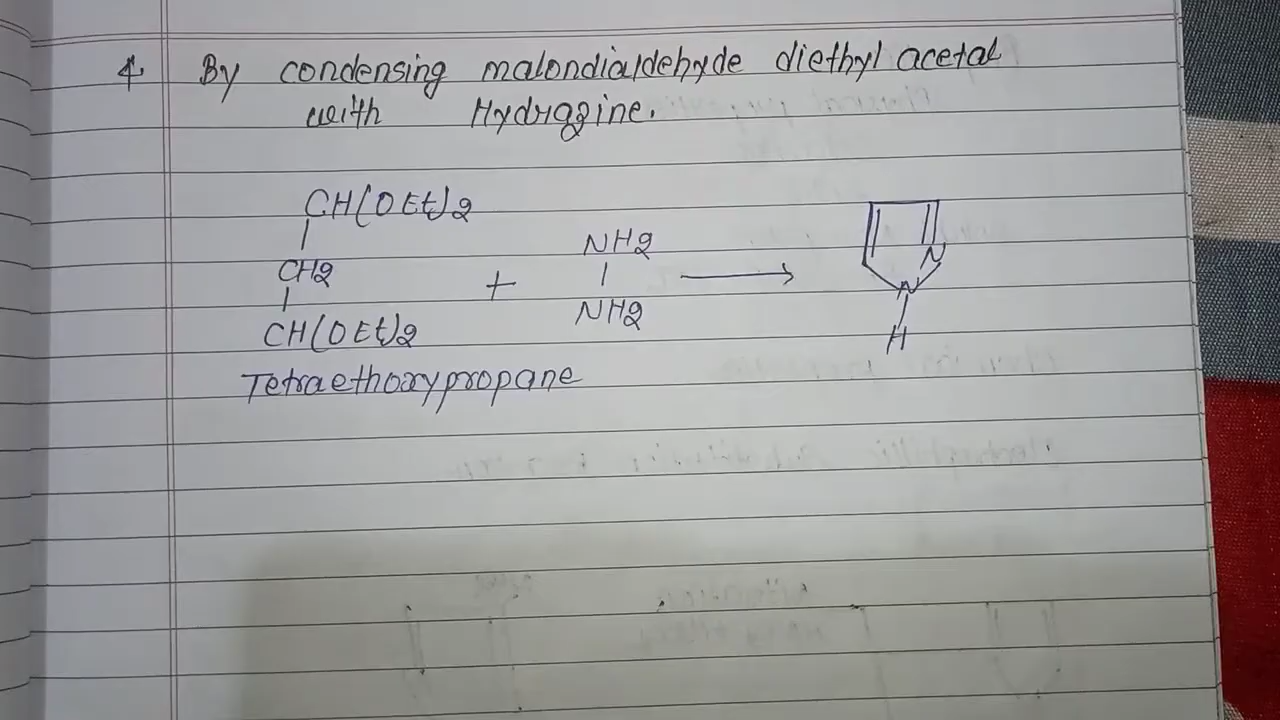 4. By condensing malondialdehyde diethyl acetal
with Hydrazine.
CH(OEt)2
CH2
CH(OEt)2
+
NH2
NH2
N
N
H
Tetraethoxypropane